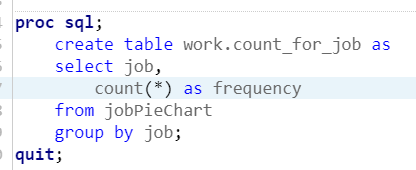 proc sql;
create table work.count_for_job as
select job,
count(*) as frequency
from jobPieChart
group by job;
quit;